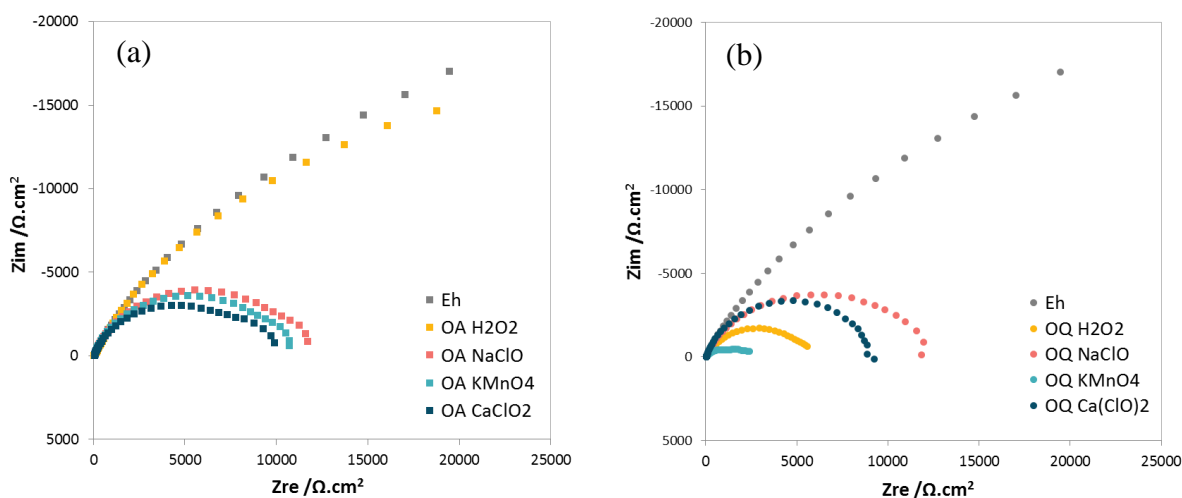 (a)
-20000
-15000
-10000
-5000
0
5000
0 5000 10000 15000 20000 25000
Zim /Ω.cm²
Zre /Ω.cm²
Eh
OA H2O2
OA NaClO
OA KMnO4
OA CaClO2
(b)
-20000
-15000
-10000
-5000
0
5000
0 5000 10000 15000 20000 25000
Zim /Ω.cm²
Zre /Ω.cm²
Eh
OQ H2O2
OQ NaClO
OQ KMnO4
OQ Ca(ClO)2